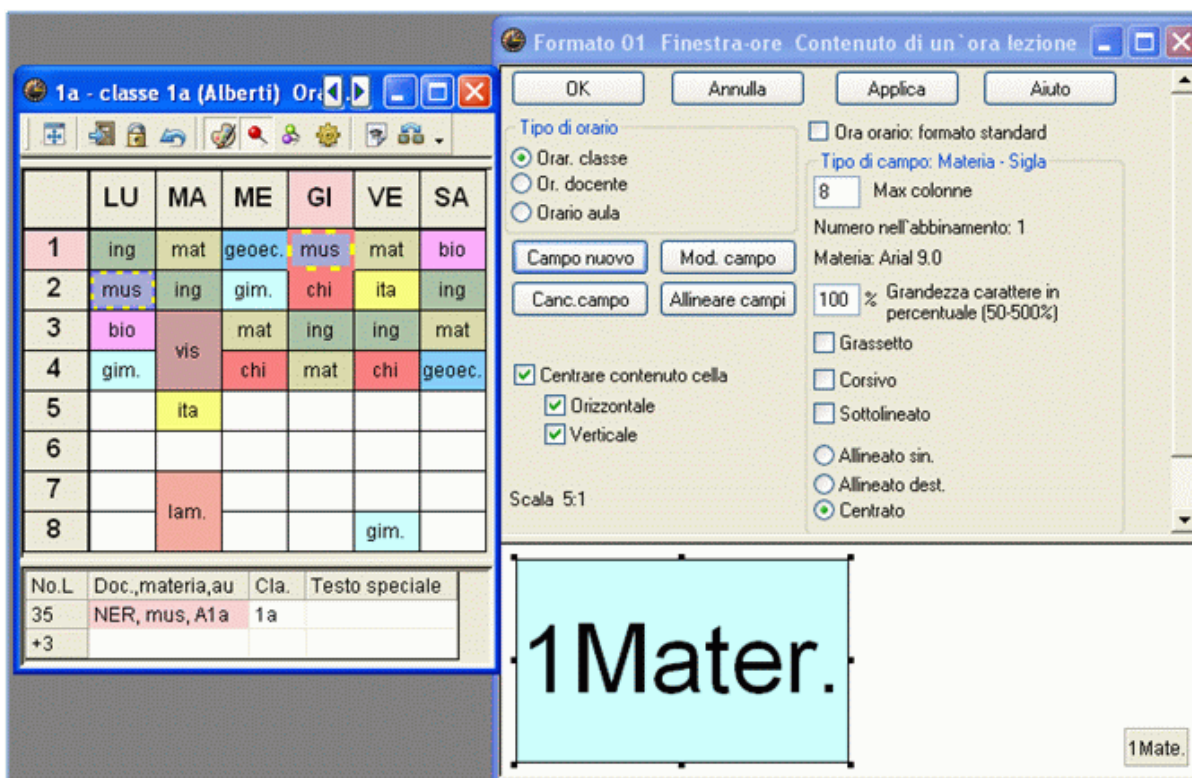 1a - classe 1a (Alberti) Ora
LU MA ME GI VE SA
1 ing mat geoec. mus mat bio
2 mus ing gim. chi ita ing
3 bio vis mat ing ing mat
4 gim. chi mat chi geoec.
5 ita
6
7 lam.
8 gim.
No.L Doc.,materia,au Cla. Testo speciale
35 NER, mus, A1a 1a
+3
Formato 01 Finestra-ore Contenuto di un`ora lezione
OK Annulla Applica Aiuto
Tipo di orario
Orar. classe
Or. docente
Orario aula
Campo nuovo Mod. campo
Canc.campo Allineare campi
Centrare contenuto cella
Orizzontale
Verticale
Scala 5:1
Ora orario: formato standard
Tipo di campo: Materia - Sigla
8 Max colonne
Numero nell`abbinamento: 1
Materia: Arial 9.0
100 % Grandezza carattere in
percentuale (50-500%)
Grassetto
Corsivo
Sottolineato
Allineato sin.
Allineato dest.
Centrato
1Mater.
1Mate.